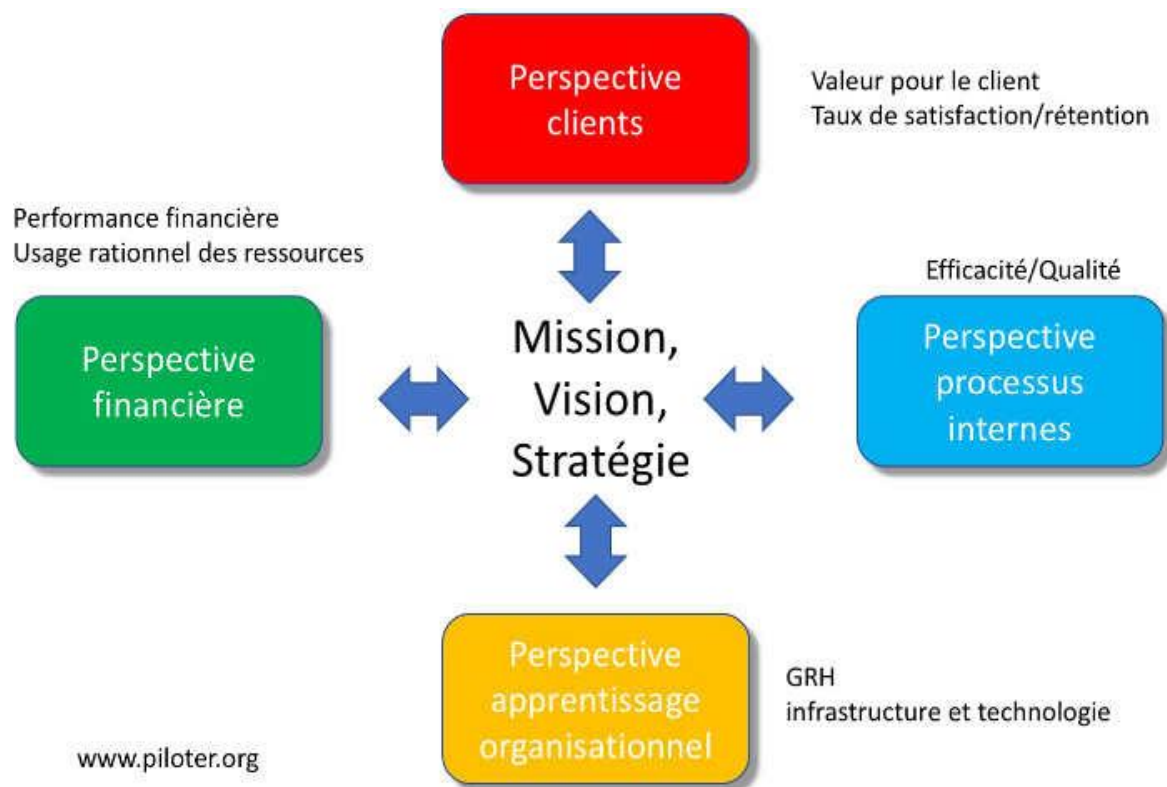 Perspective
clients
Valeur pour le client
Taux de satisfaction/rétention
Performance financière
Usage rationnel des ressources
Perspective
financière
Mission,
Vision,
Stratégie
Efficacité/Qualité
Perspective
processus
internes
Perspective
apprentissage
organisationnel
GRH
infrastructure et technologie
www.piloter.org